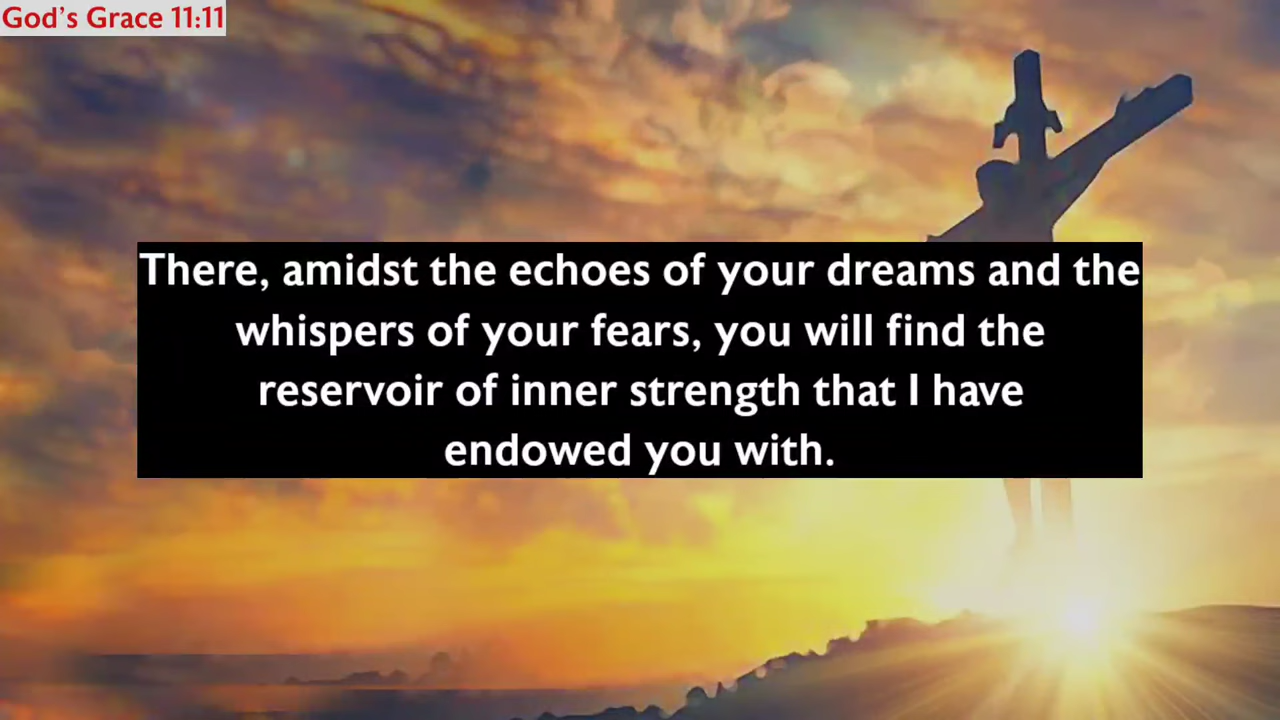 God's Grace 11:11
There, amidst the echoes of your dreams and the
whispers of your fears, you will find the
reservoir of inner strength that I have
endowed you with.